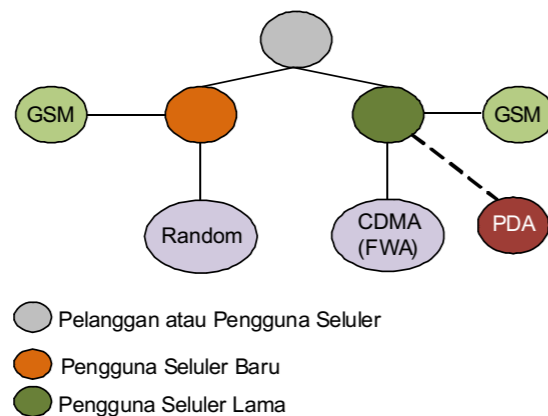 GSM
GSM
Random
CDMA
(FWA)
PDA
Pelanggan atau Pengguna Seluler
Pengguna Seluler Baru
Pengguna Seluler Lama